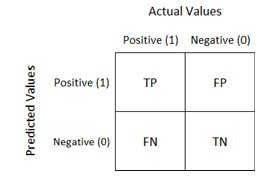 Actual Values
Positive (1) Negative (0)
Predicted Values
Positive (1) TP FP
Negative (0) FN TN